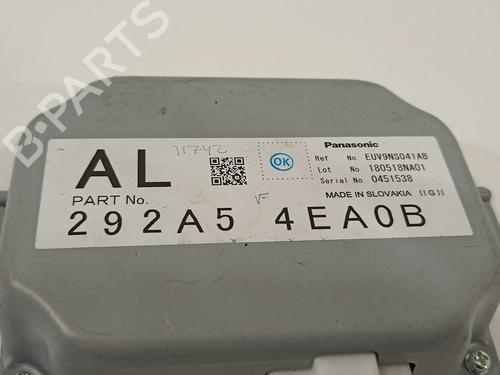 B-PARTS
AL
11742
OK
Panasonic
Ref No. EUV9NS041AB
Lot No 180518NA01
Serial No 0451538
PART No.
MADE IN SLOVAKIA [[G]]
292A5 4EA0B